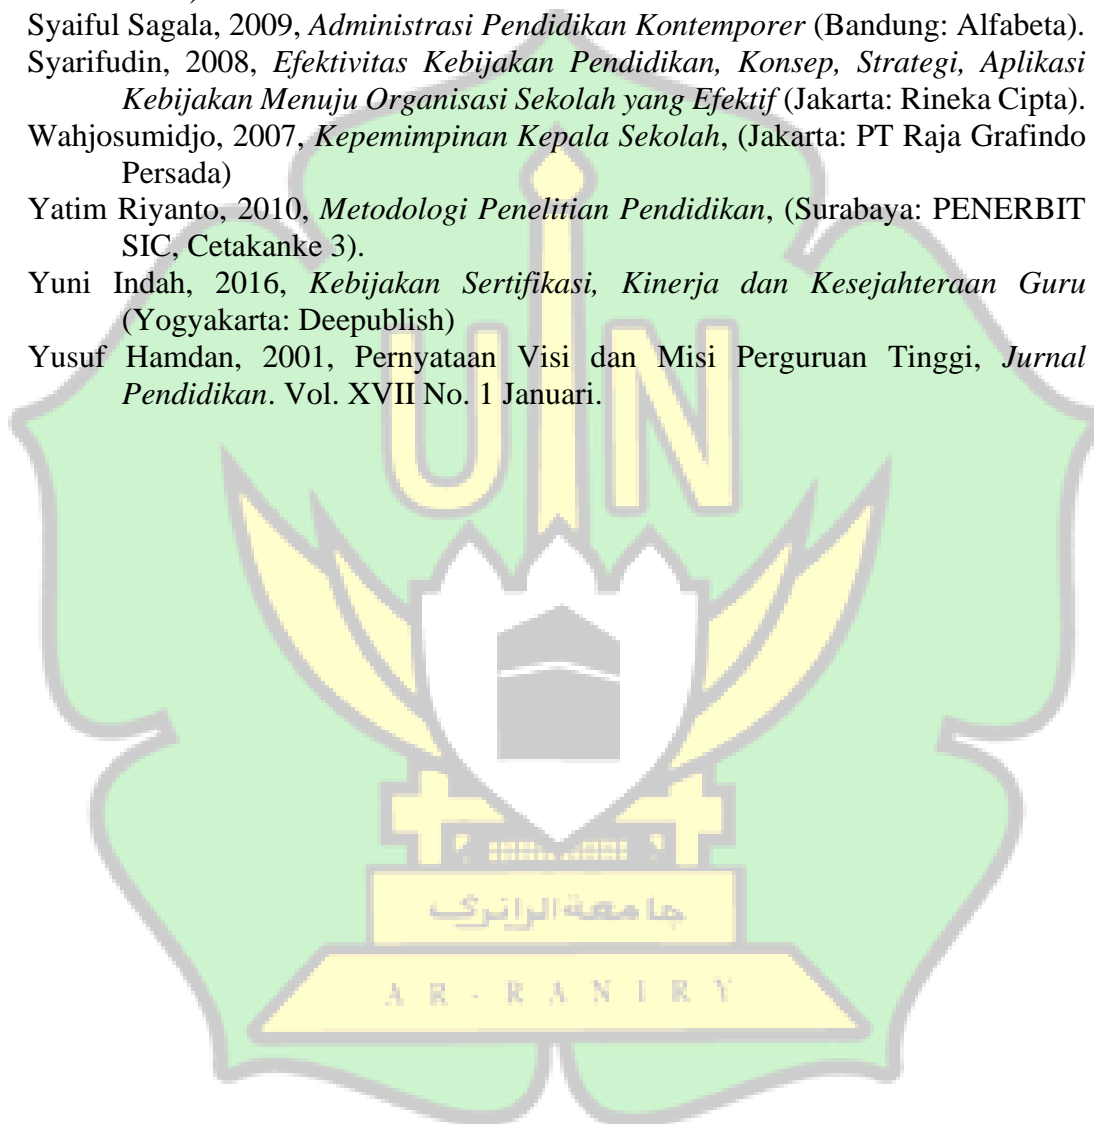 Syaiful Sagala, 2009, Administrasi Pendidikan Kontemporer (Bandung: Alfabeta).
Syarifudin, 2008, Efektivitas Kebijakan Pendidikan, Konsep, Strategi, Aplikasi
Kebijakan Menuju Organisasi Sekolah yang Efektif (Jakarta: Rineka Cipta).
Wahjosumidjo, 2007, Kepemimpinan Kepala Sekolah, (Jakarta: PT Raja Grafindo
Persada)
Yatim Riyanto, 2010, Metodologi Penelitian Pendidikan, (Surabaya: PENERBIT
SIC, Cetakanke 3).
Yuni Indah, 2016, Kebijakan Sertifikasi, Kinerja dan Kesejahteraan Guru
(Yogyakarta: Deepublish)
Yusuf Hamdan, 2001, Pernyataan Visi dan Misi Perguruan Tinggi, Jurnal
Pendidikan. Vol. XVII No. 1 Januari.
UIN
جامعة الرانري
AR-RANIRY